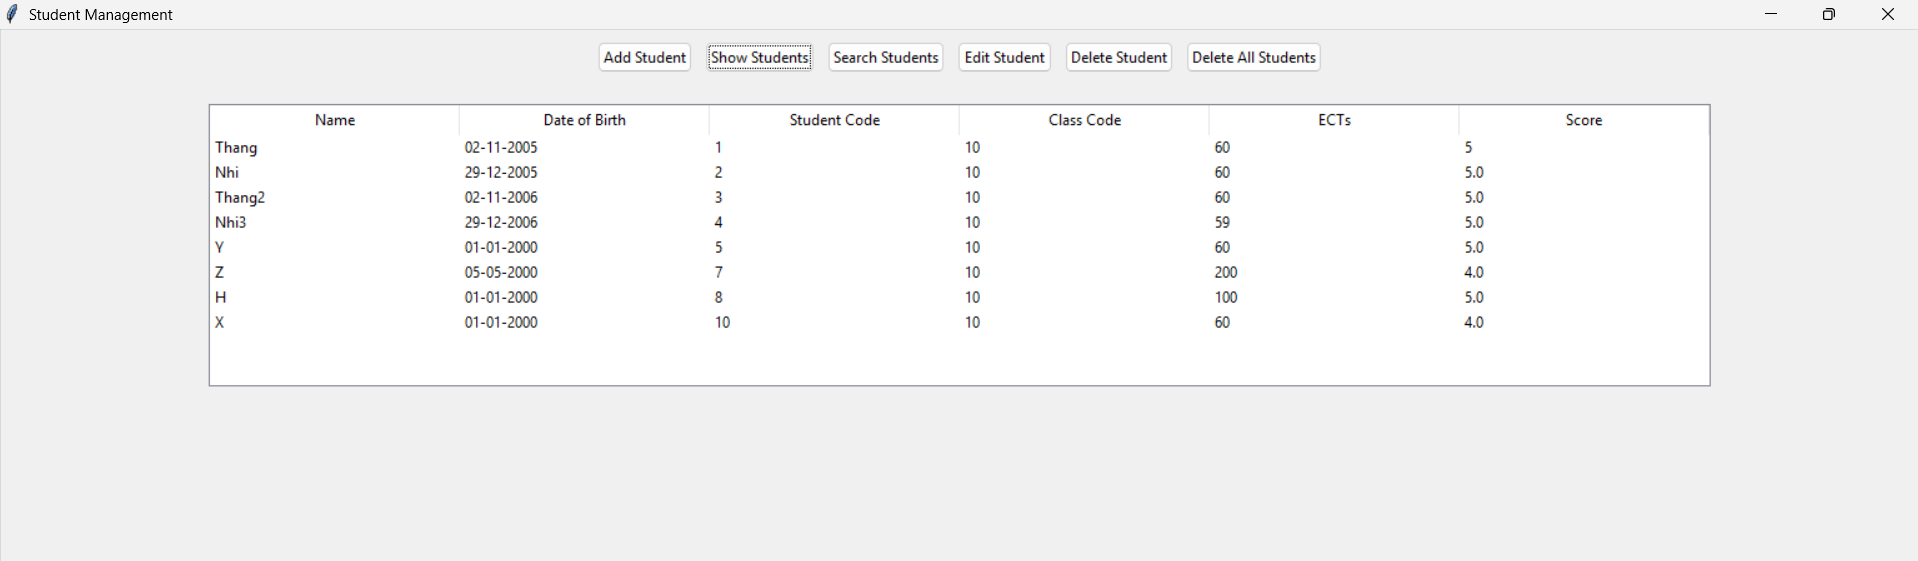 Student Management
Add Student Show Students Search Students Edit Student Delete Student Delete All Students
Name Date of Birth Student Code Class Code ECTs Score
Thang 02-11-2005 1 10 60 5
Nhi 29-12-2005 2 10 60 5.0
Thang2 02-11-2006 3 10 60 5.0
Nhi3 29-12-2006 4 10 59 5.0
Y 01-01-2000 5 10 60 5.0
Z 05-05-2000 7 10 200 4.0
H 01-01-2000 8 10 100 5.0
X 01-01-2000 10 10 60 4.0